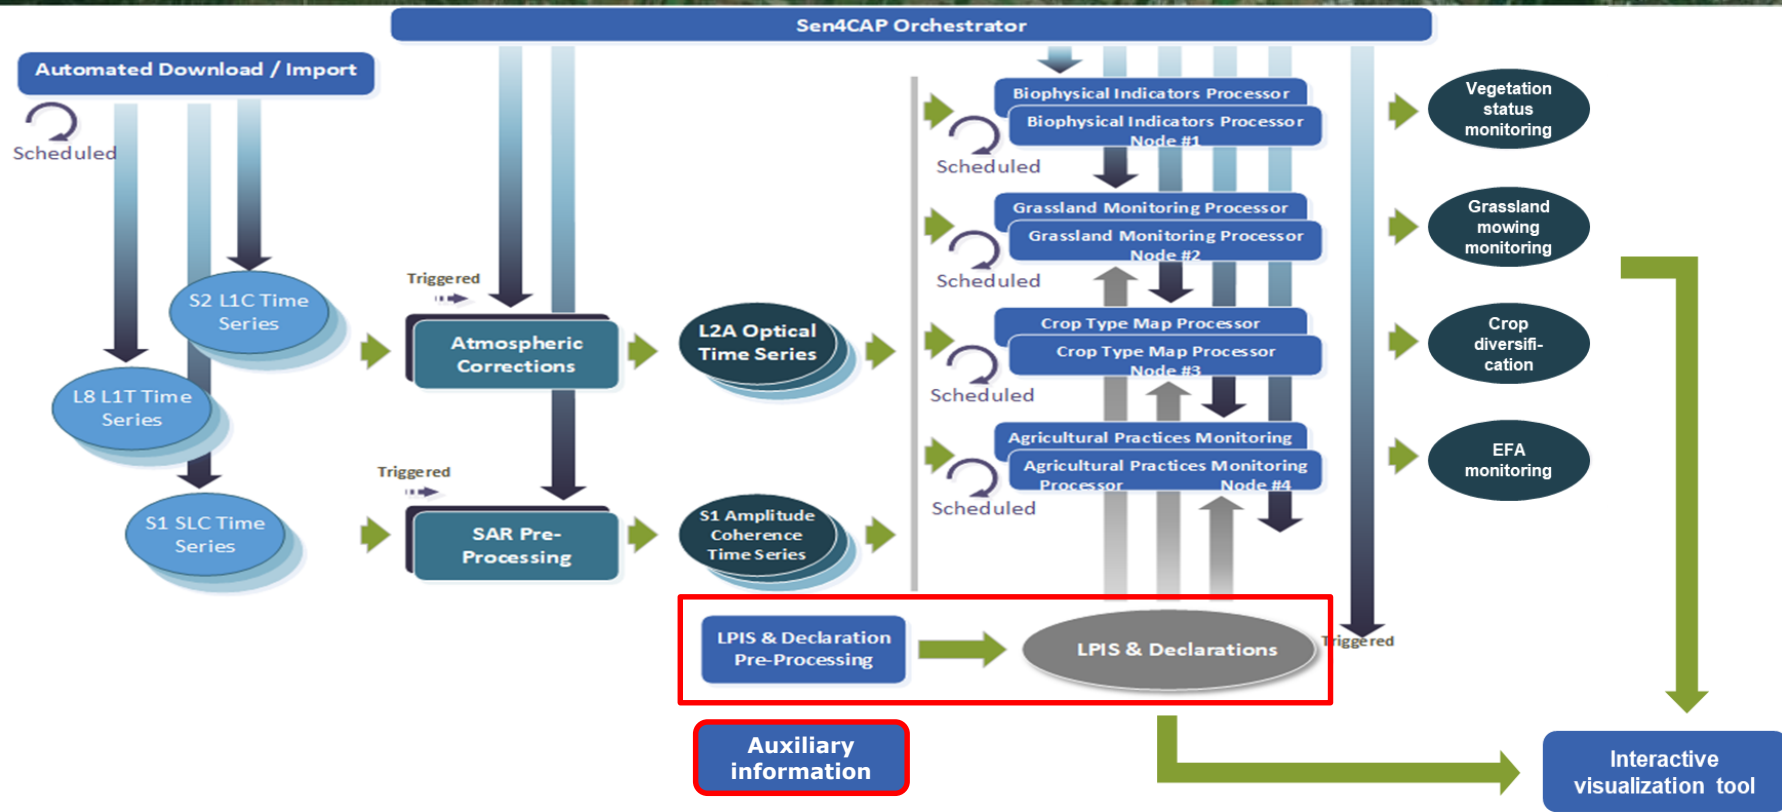 Sen4CAP Orchestrator
Automated Download / Import
Scheduled
S2 L1C Time
Series
L8 L1T Time
Series
S1 SLC Time
Series
Triggered
Atmospheric
Corrections
Triggered
SAR Pre-
Processing
L2A Optical
Time Series
S1 Amplitude
Coherence
Time Series
Biophysical Indicators Processor
Biophysical Indicators Processor
Node #1
Scheduled
Grassland Monitoring Processor
Grassland Monitoring Processor
Node #2
Scheduled
Crop Type Map Processor
Crop Type Map Processor
Node #3
Scheduled
Agricultural Practices Monitoring
Agricultural Practices Monitoring
Processor Node #4
Scheduled
Vegetation
status
monitoring
Grassland
mowing
monitoring
Crop
diversifi-
cation
EFA
monitoring
LPIS & Declaration
Pre-Processing
LPIS & Declarations
Triggered
Auxiliary
information
Interactive
visualization tool